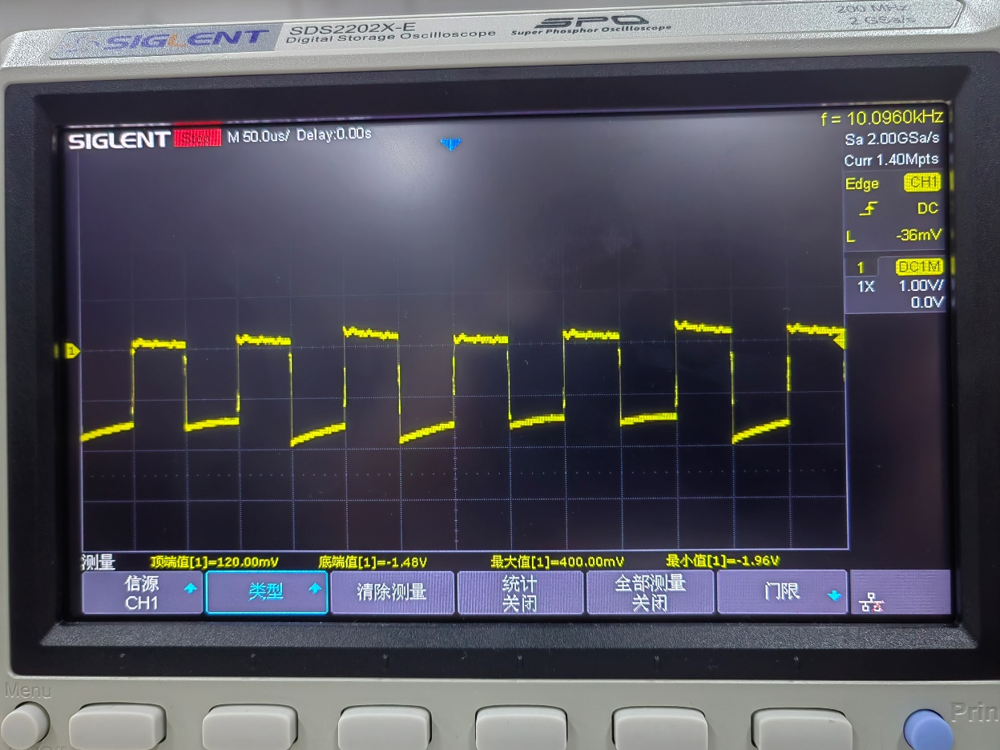 SIGLENT SDS2202X-E
Digital Storage Oscilloscope
SPO
Super Phosphor Oscilloscope
200 MHz
2 GSa/s
SIGLENT M 50.0us/ Delay:0.00s
f = 10.0960kHz
Sa 2.00GSa/s
Curr 1.40Mpts
Edge CH1
DC
L -36mV
1 DC1M
1X 1.00V/
0.0V
1
测量 顶端值[1]=120.00mV 底端值[1]=-1.48V 最大值[1]=400.00mV 最小值[1]=-1.96V
信源
CH1
类型
清除测量
统计
关闭
全部测量
关闭
门限
Menu
Prin